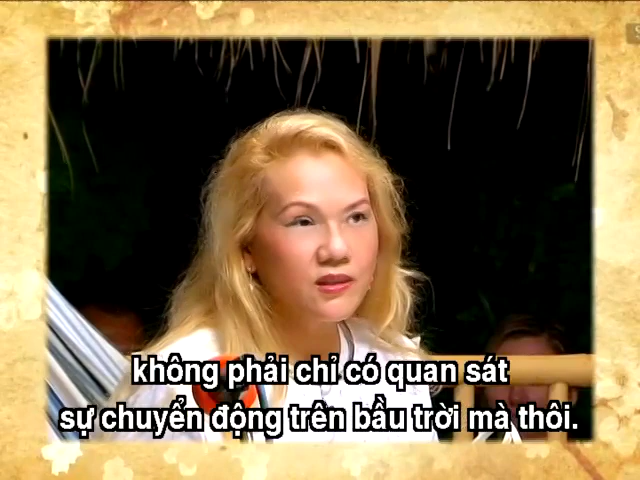 không phải chỉ có quan sát
sự chuyển động trên bầu trời mà thôi.